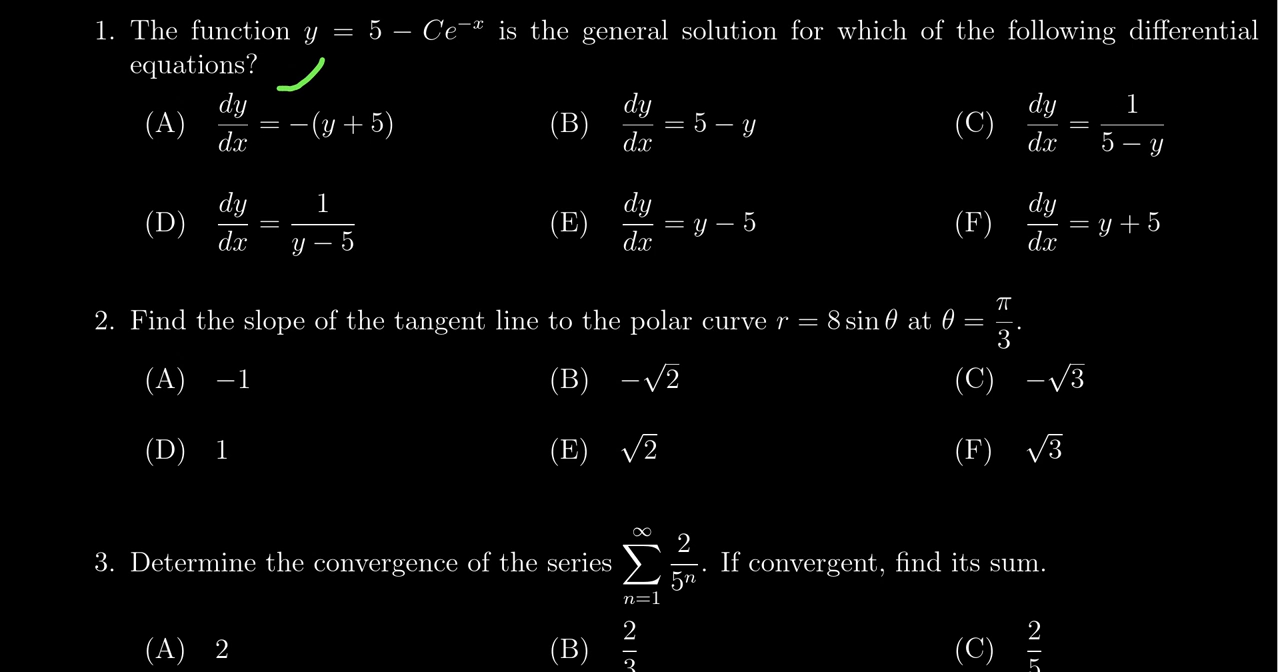 1. The function y = 5 − Ce^{−x} is the general solution for which of the following differential
equations?
(A) dy/dx = −(y + 5) (B) dy/dx = 5 − y (C) dy/dx = 1/(5 − y)
(D) dy/dx = 1/(y − 5) (E) dy/dx = y − 5 (F) dy/dx = y + 5
2. Find the slope of the tangent line to the polar curve r = 8 sin θ at θ = π/3.
(A) −1 (B) −√2 (C) −√3
(D) 1 (E) √2 (F) √3
3. Determine the convergence of the series ∑_{n=1}^{∞} 2/5^n. If convergent, find its sum.
(A) 2 (B) 2/3 (C) 2/5